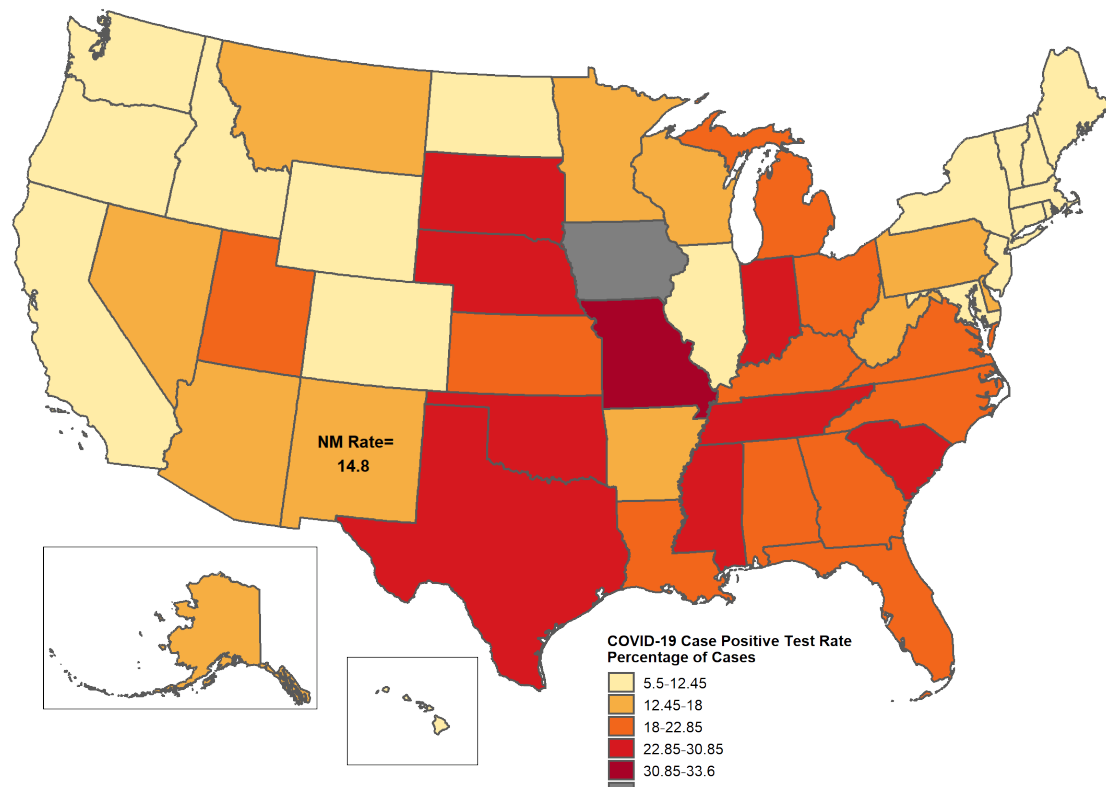 NM Rate=
14.8
COVID-19 Case Positive Test Rate
Percentage of Cases
5.5-12.45
12.45-18
18-22.85
22.85-30.85
30.85-33.6